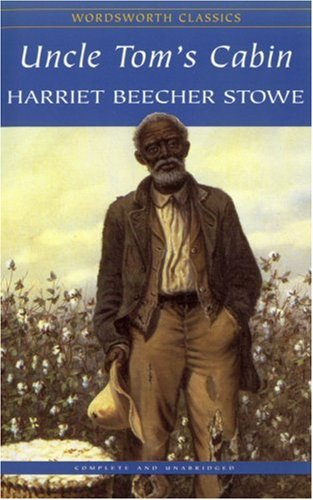 WORDSWORTH CLASSICS
Uncle Tom's Cabin
HARRIET BEECHER STOWE
COMPLETE AND UNABRIDGED